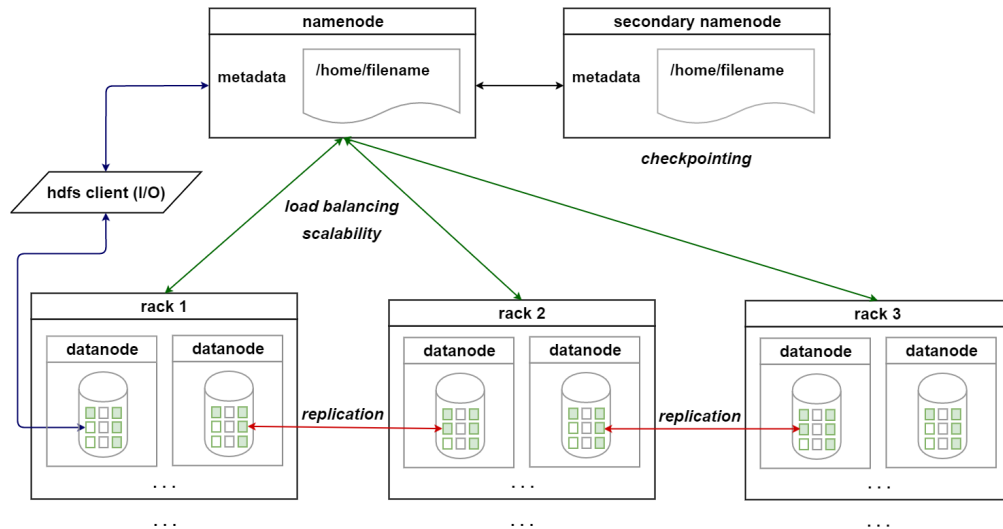 namenode
metadata
/home/filename
secondary namenode
metadata
/home/filename
checkpointing
hdfs client (I/O)
load balancing
scalability
rack 1
datanode
datanode
. . .
. . .
replication
rack 2
datanode
datanode
. . .
. . .
replication
rack 3
datanode
datanode
. . .
. . .